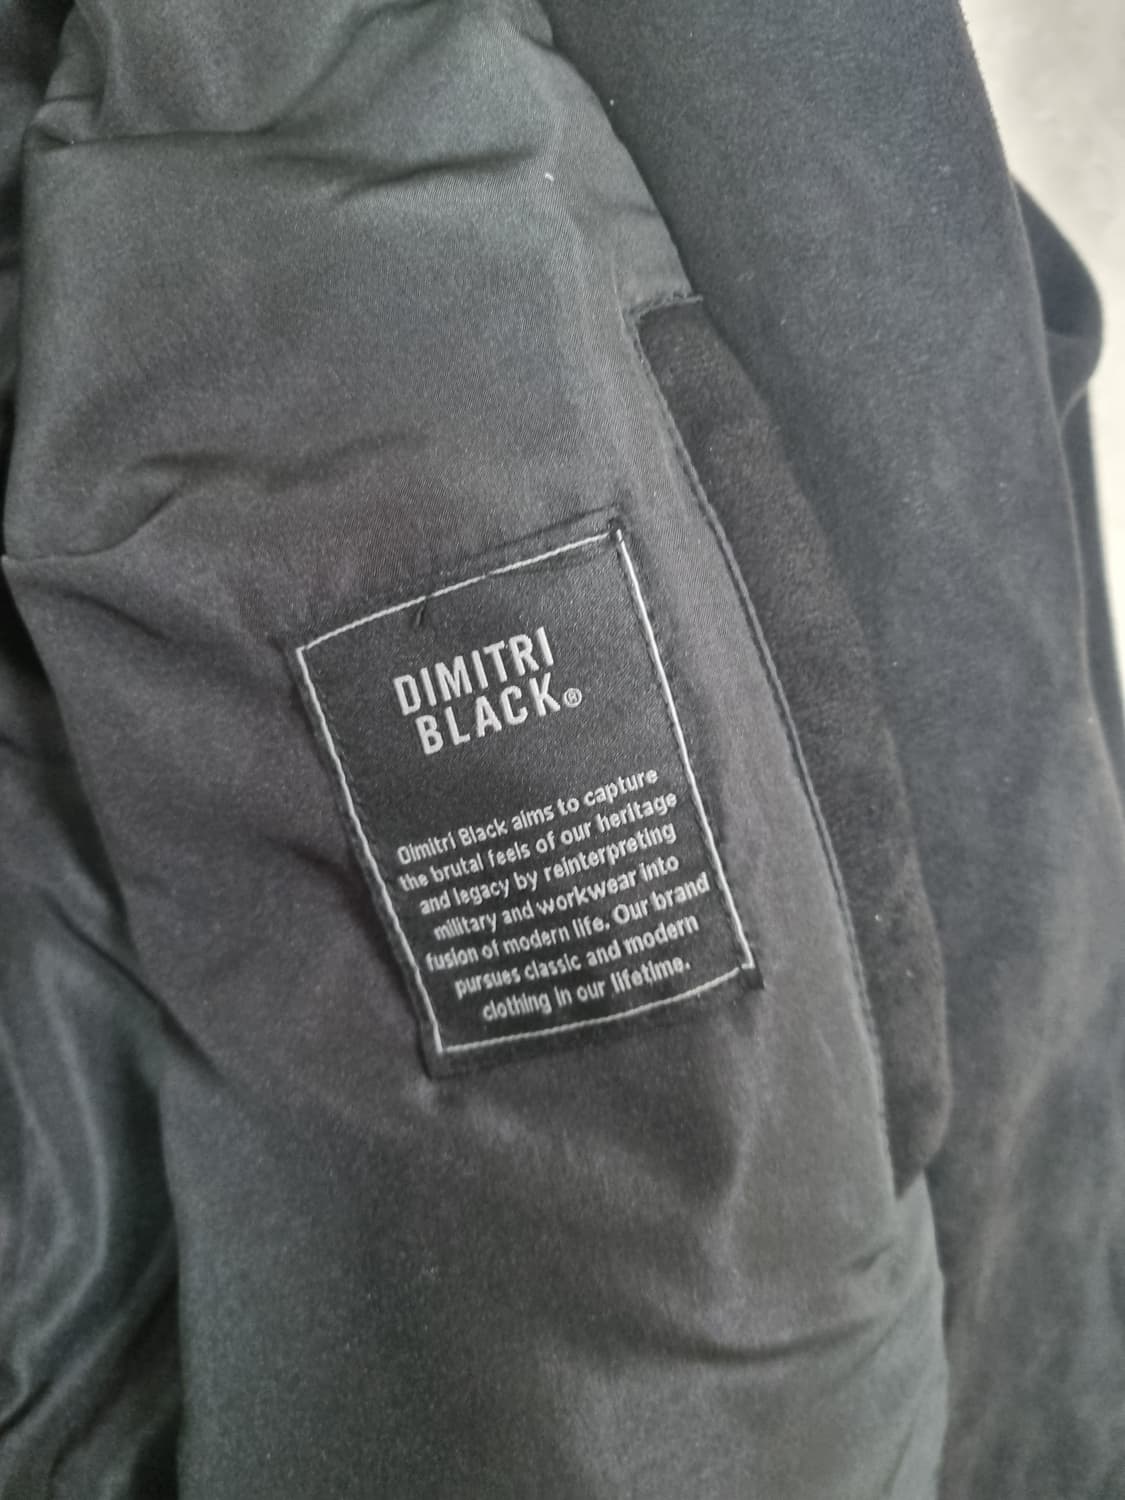 DIMITRI
BLACK®
Dimitri Black aims to capture
the brutal feels of our heritage
and legacy by reinterpreting
military and workwear into
fusion of modern life. Our brand
pursues classic and modern
clothing in our lifetime.